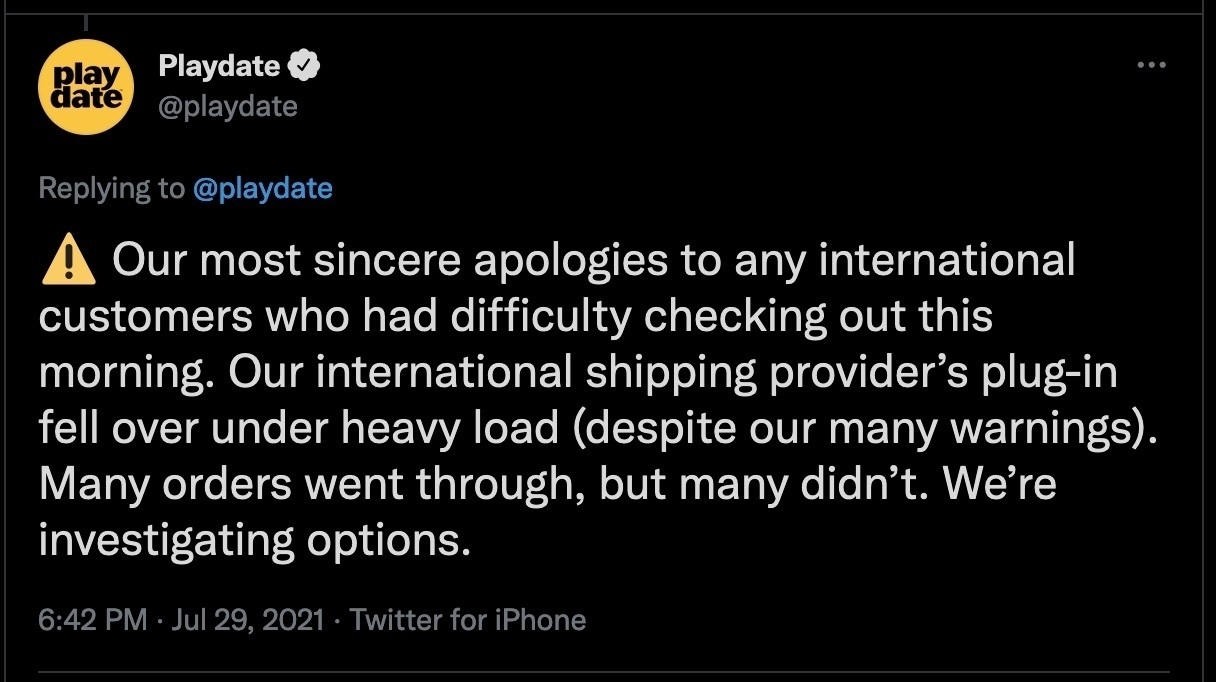 play
date
Playdate
@playdate
Replying to @playdate
⚠️ Our most sincere apologies to any international
customers who had difficulty checking out this
morning. Our international shipping provider’s plug-in
fell over under heavy load (despite our many warnings).
Many orders went through, but many didn’t. We’re
investigating options.
6:42 PM · Jul 29, 2021 · Twitter for iPhone